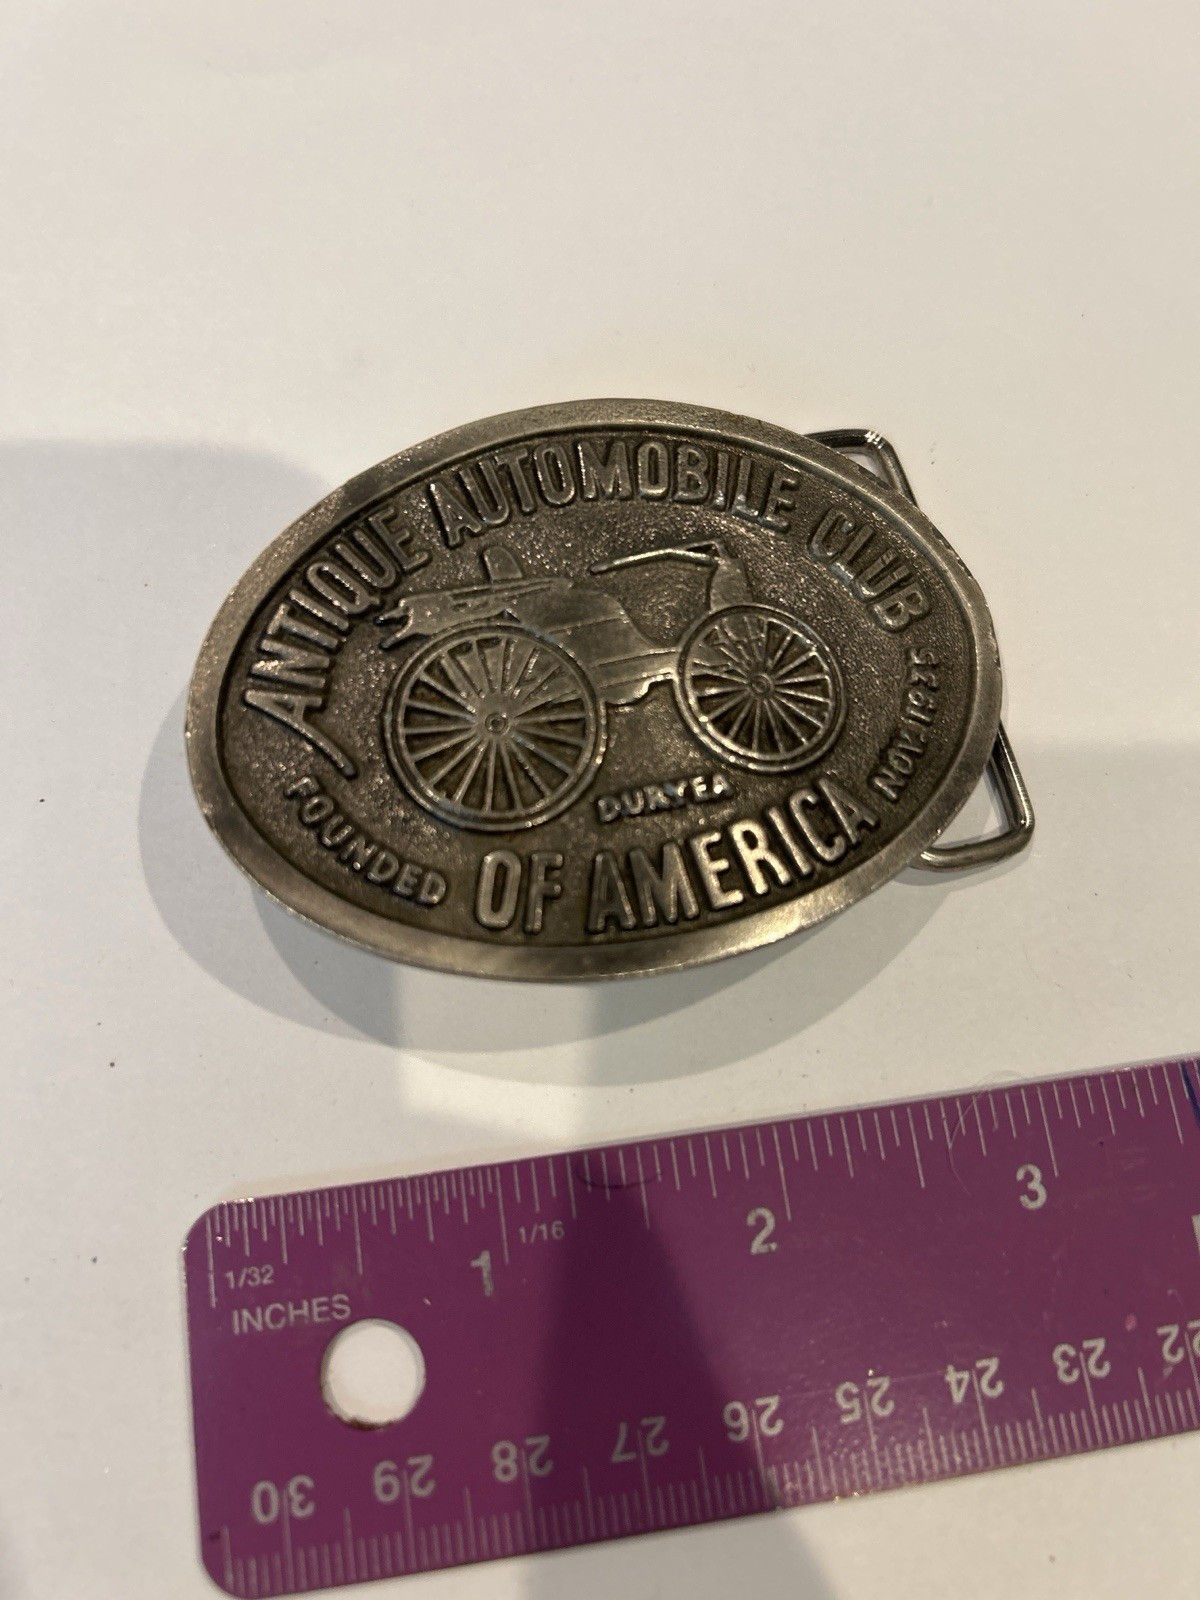 ANTIQUE AUTOMOBILE CLUB
DURYEA
OF AMERICA
FOUNDED
NOV. 1935
1/32
INCHES
1
1/16
2
3
30
29
28
27
26
25
24
23
22